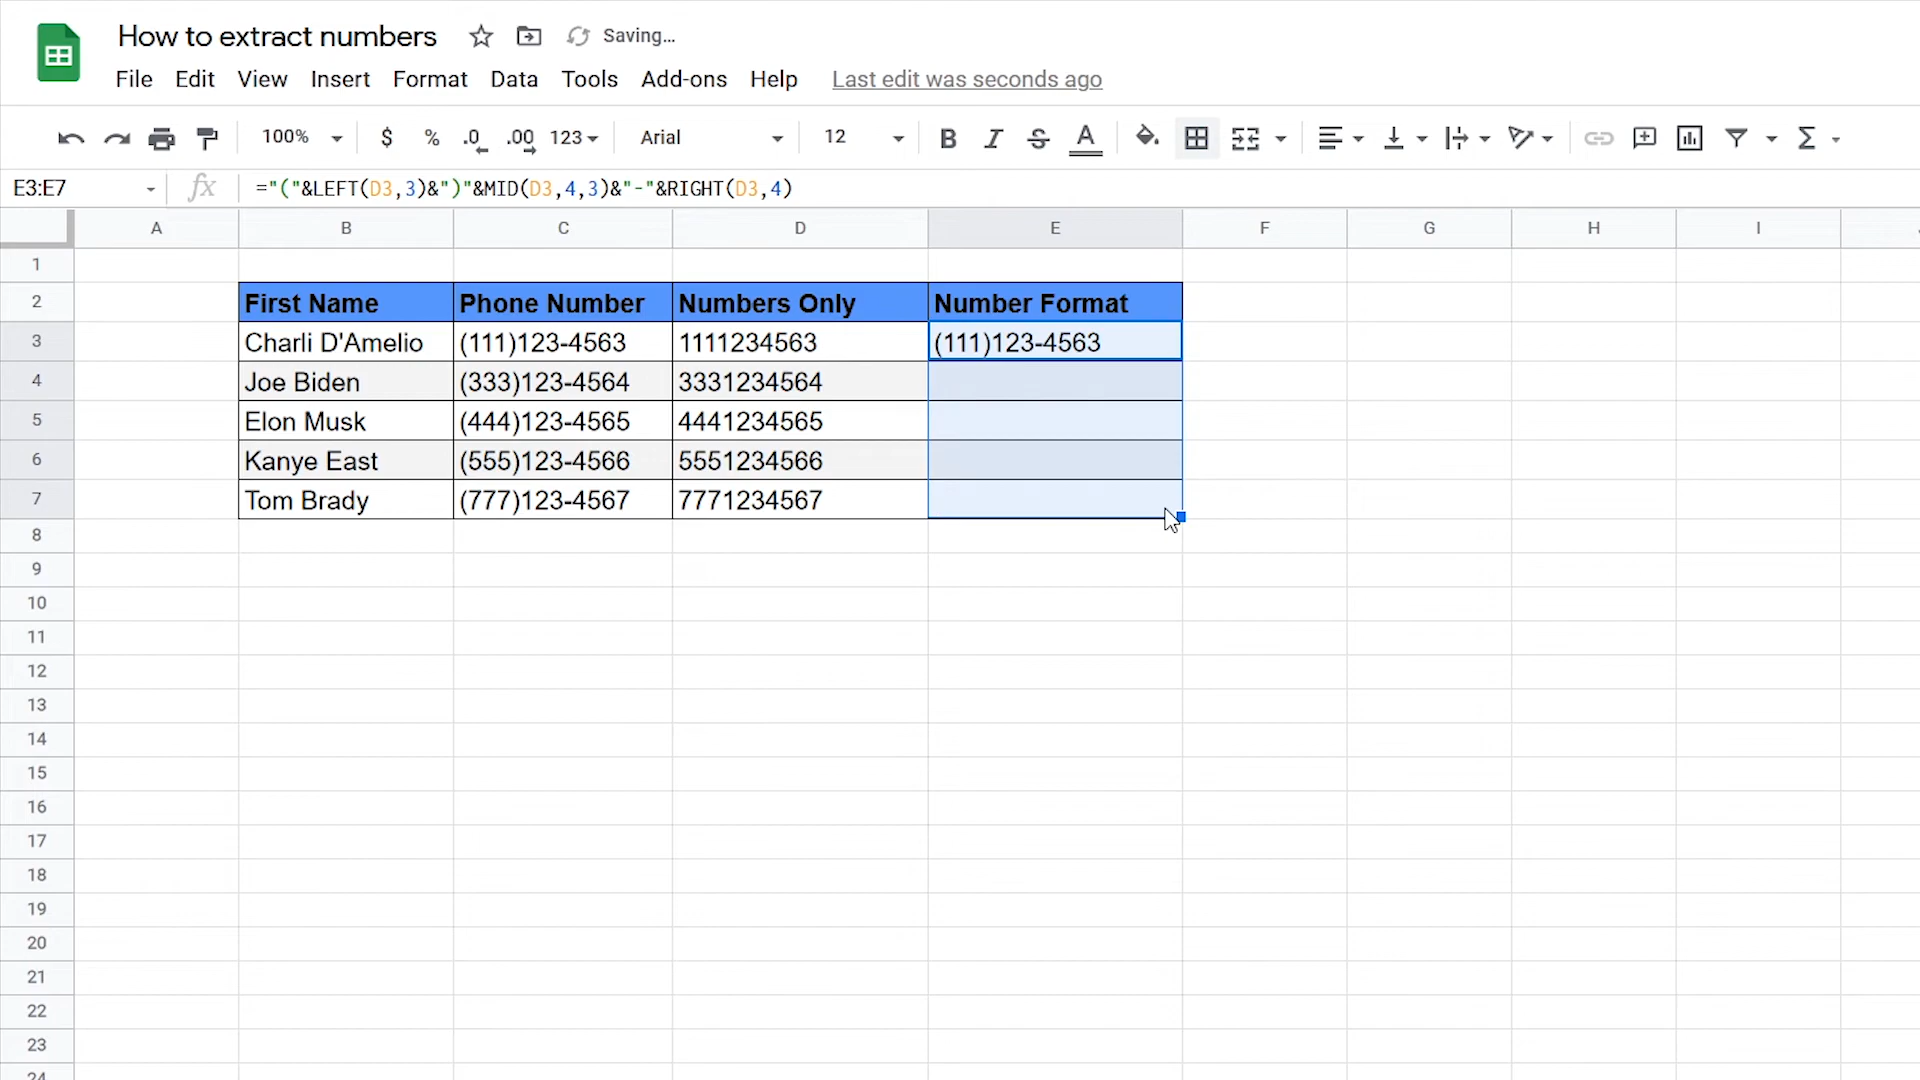 How to extract numbers Saving...
File Edit View Insert Format Data Tools Add-ons Help Last edit was seconds ago
100% $ % .0 .00 123 Arial 12 B I S A Σ
E3:E7 fx ="("&LEFT(D3,3)&")"&MID(D3,4,3)&"-"&RIGHT(D3,4)
A B C D E F G H I
1
2 First Name Phone Number Numbers Only Number Format
3 Charli D'Amelio (111)123-4563 1111234563 (111)123-4563
4 Joe Biden (333)123-4564 3331234564
5 Elon Musk (444)123-4565 4441234565
6 Kanye East (555)123-4566 5551234566
7 Tom Brady (777)123-4567 7771234567
8
9
10
11
12
13
14
15
16
17
18
19
20
21
22
23
24